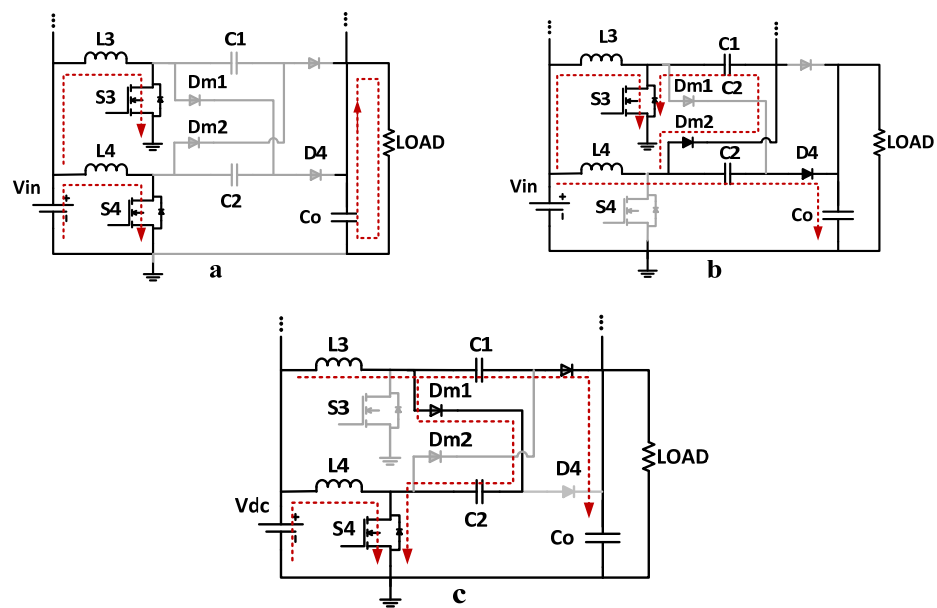 L3
C1
S3
Dm1
Dm2
LOAD
L4
D4
C2
Vin
+
S4
Co
a
L3
C1
C2
S3
Dm1
Dm2
LOAD
L4
C2
D4
Vin
+
S4
Co
b
L3
C1
S3
Dm1
Dm2
LOAD
L4
D4
C2
Vdc
+
S4
Co
c